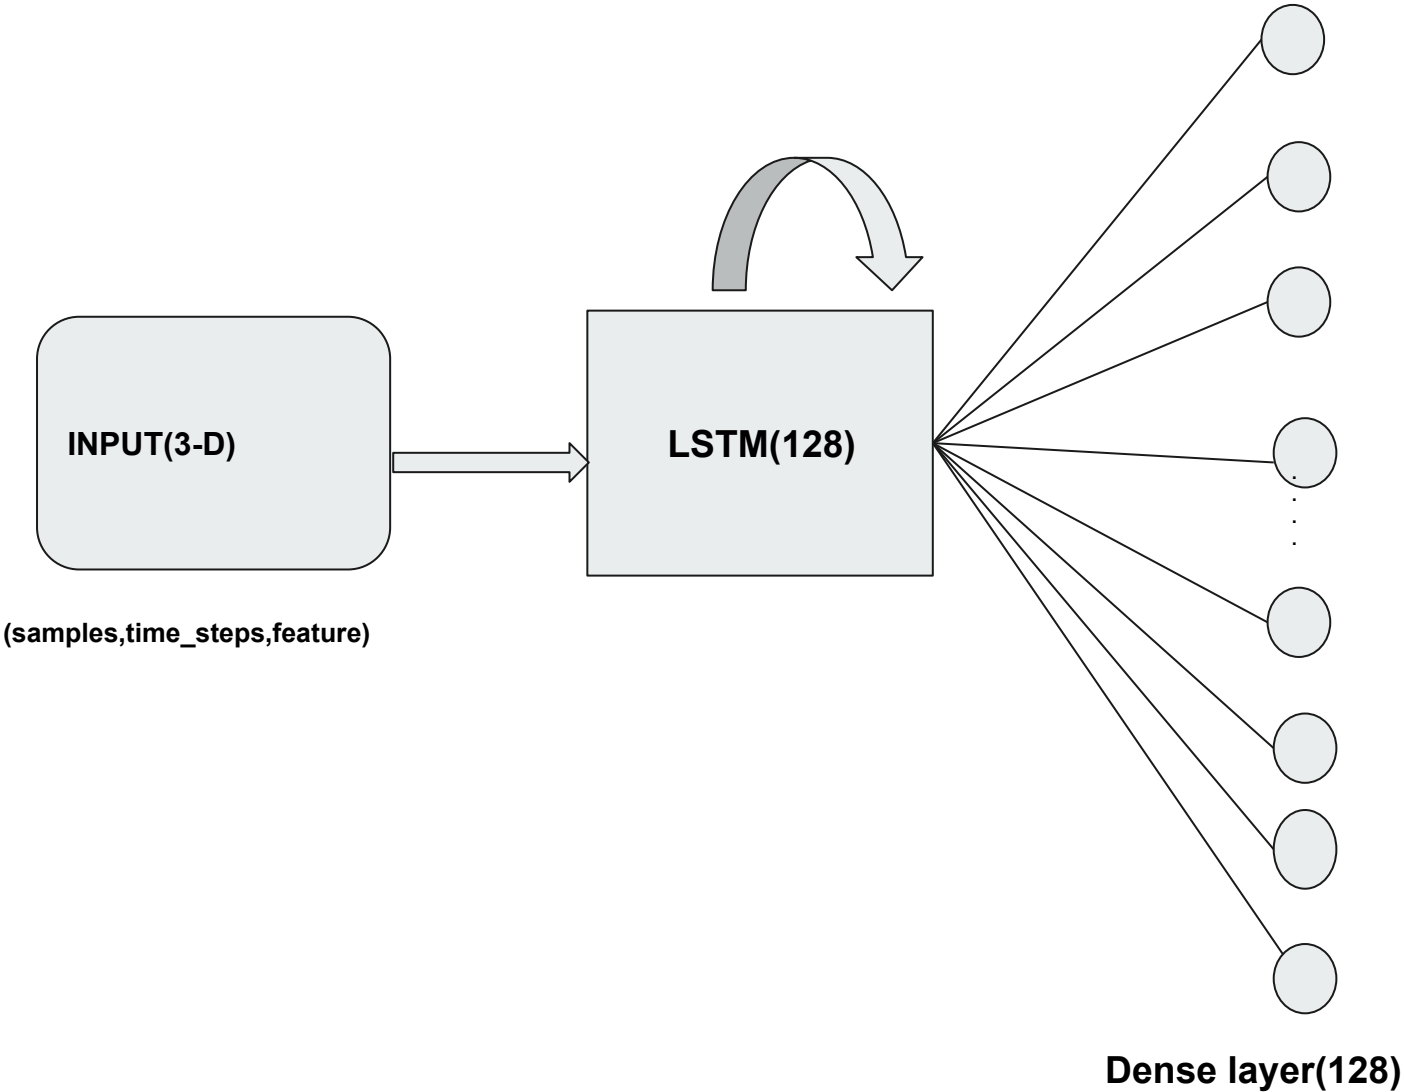 INPUT(3-D)
LSTM(128)
(samples,time_steps,feature)
Dense layer(128)